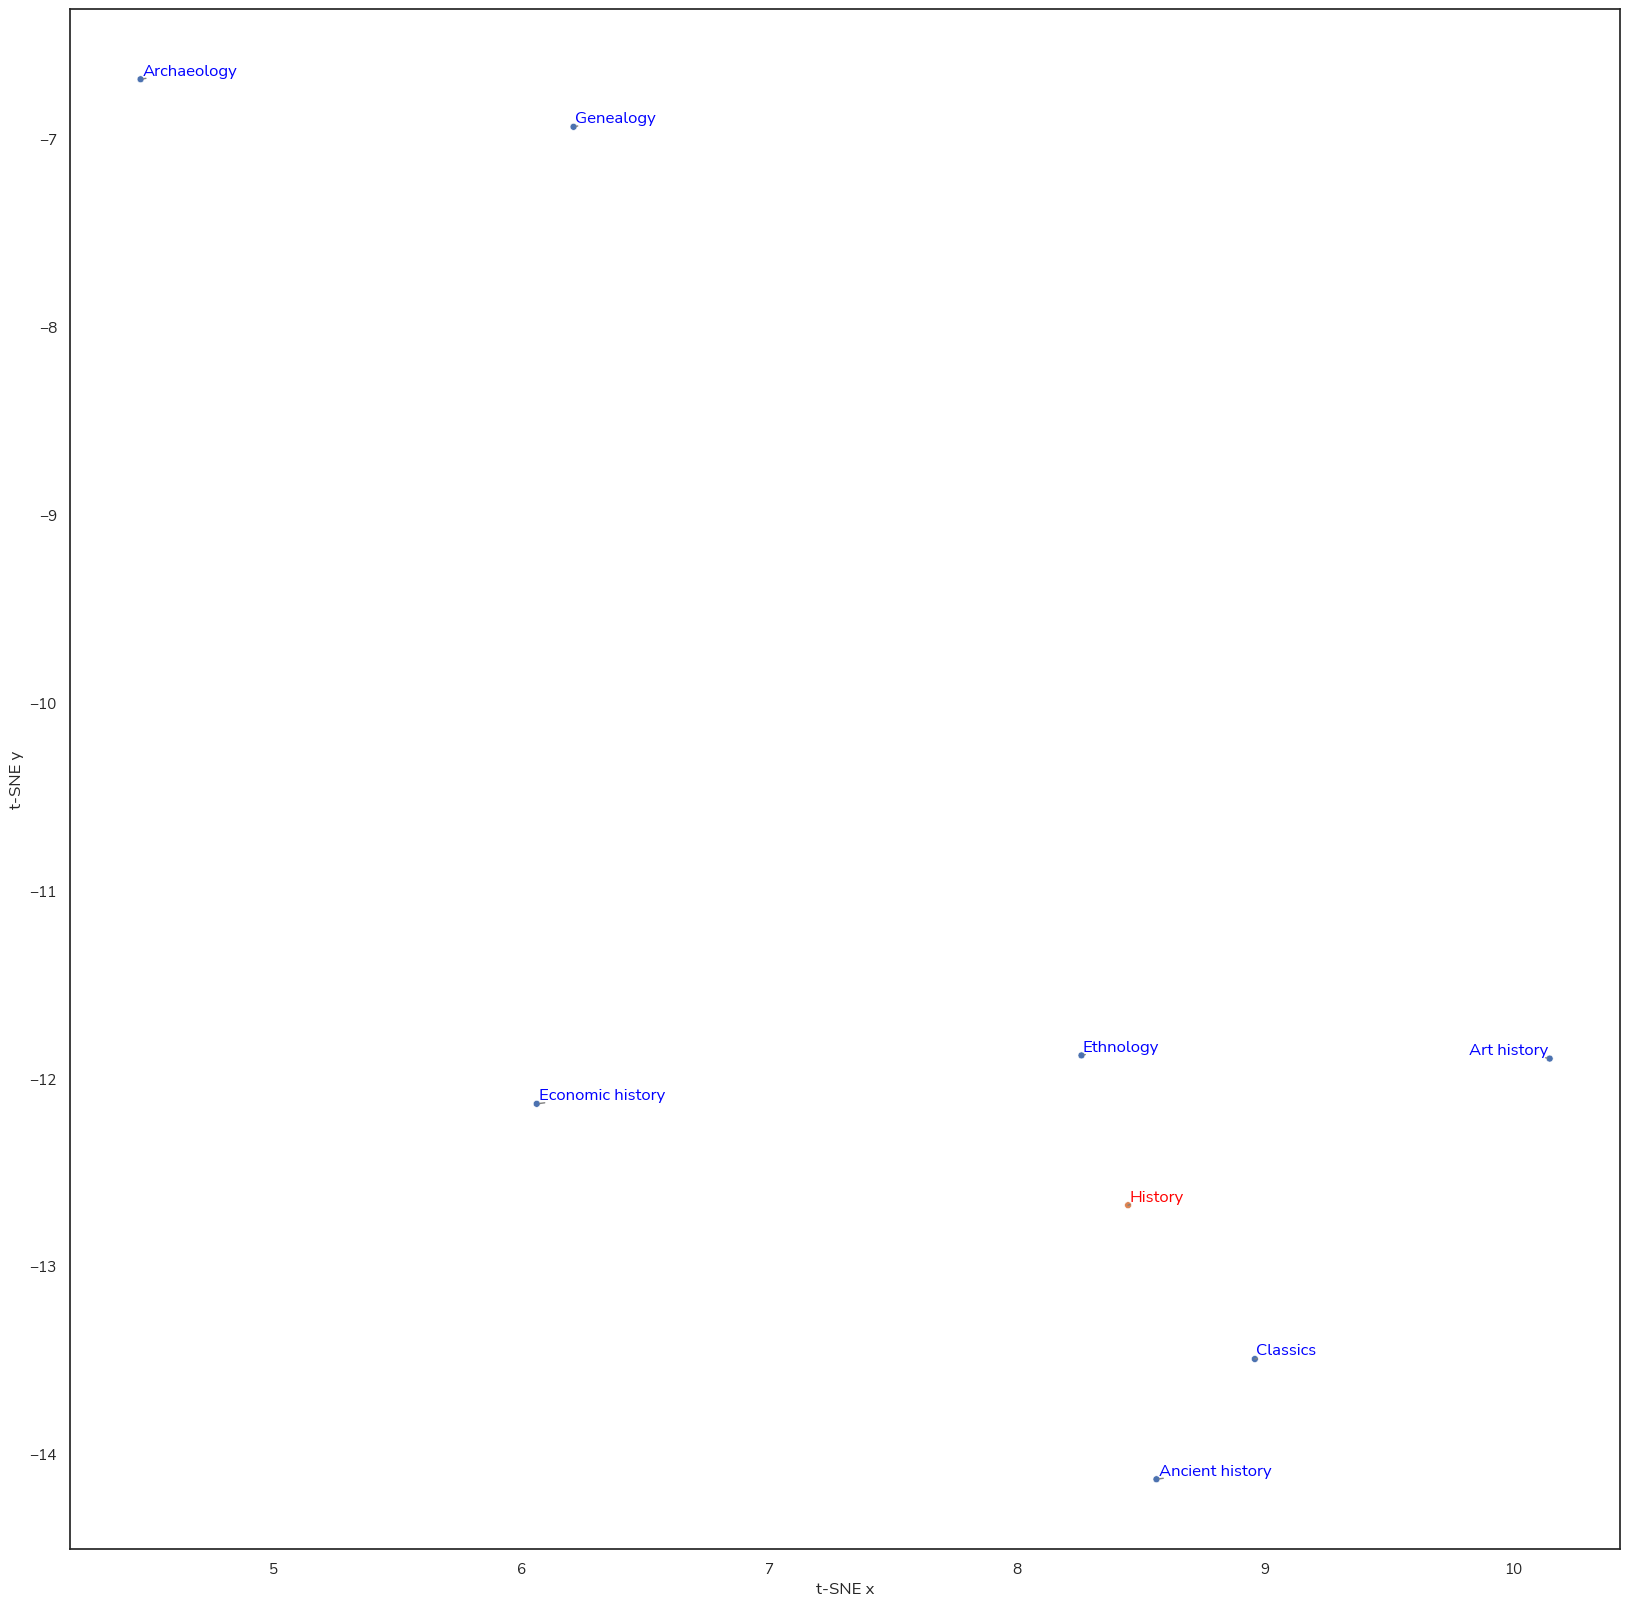 Archaeology
Genealogy
–7
–8
–9
–10
–11
–12
–13
–14
t-SNE y
Ethnology
Art history
Economic history
History
Classics
Ancient history
5 6 7 8 9 10
t-SNE x